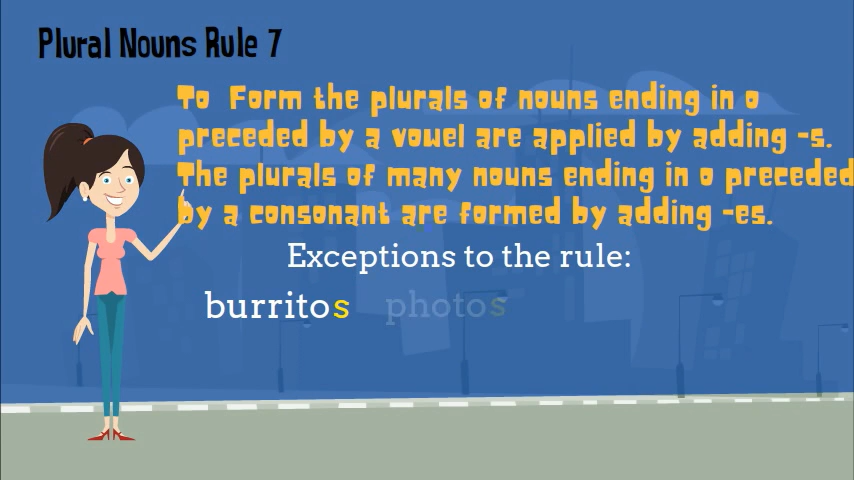 Plural Nouns Rule 7
To Form the plurals of nouns ending in o
preceded by a vowel are applied by adding -s.
The plurals of many nouns ending in o preceded
by a consonant are formed by adding -es.
Exceptions to the rule:
burritos photos